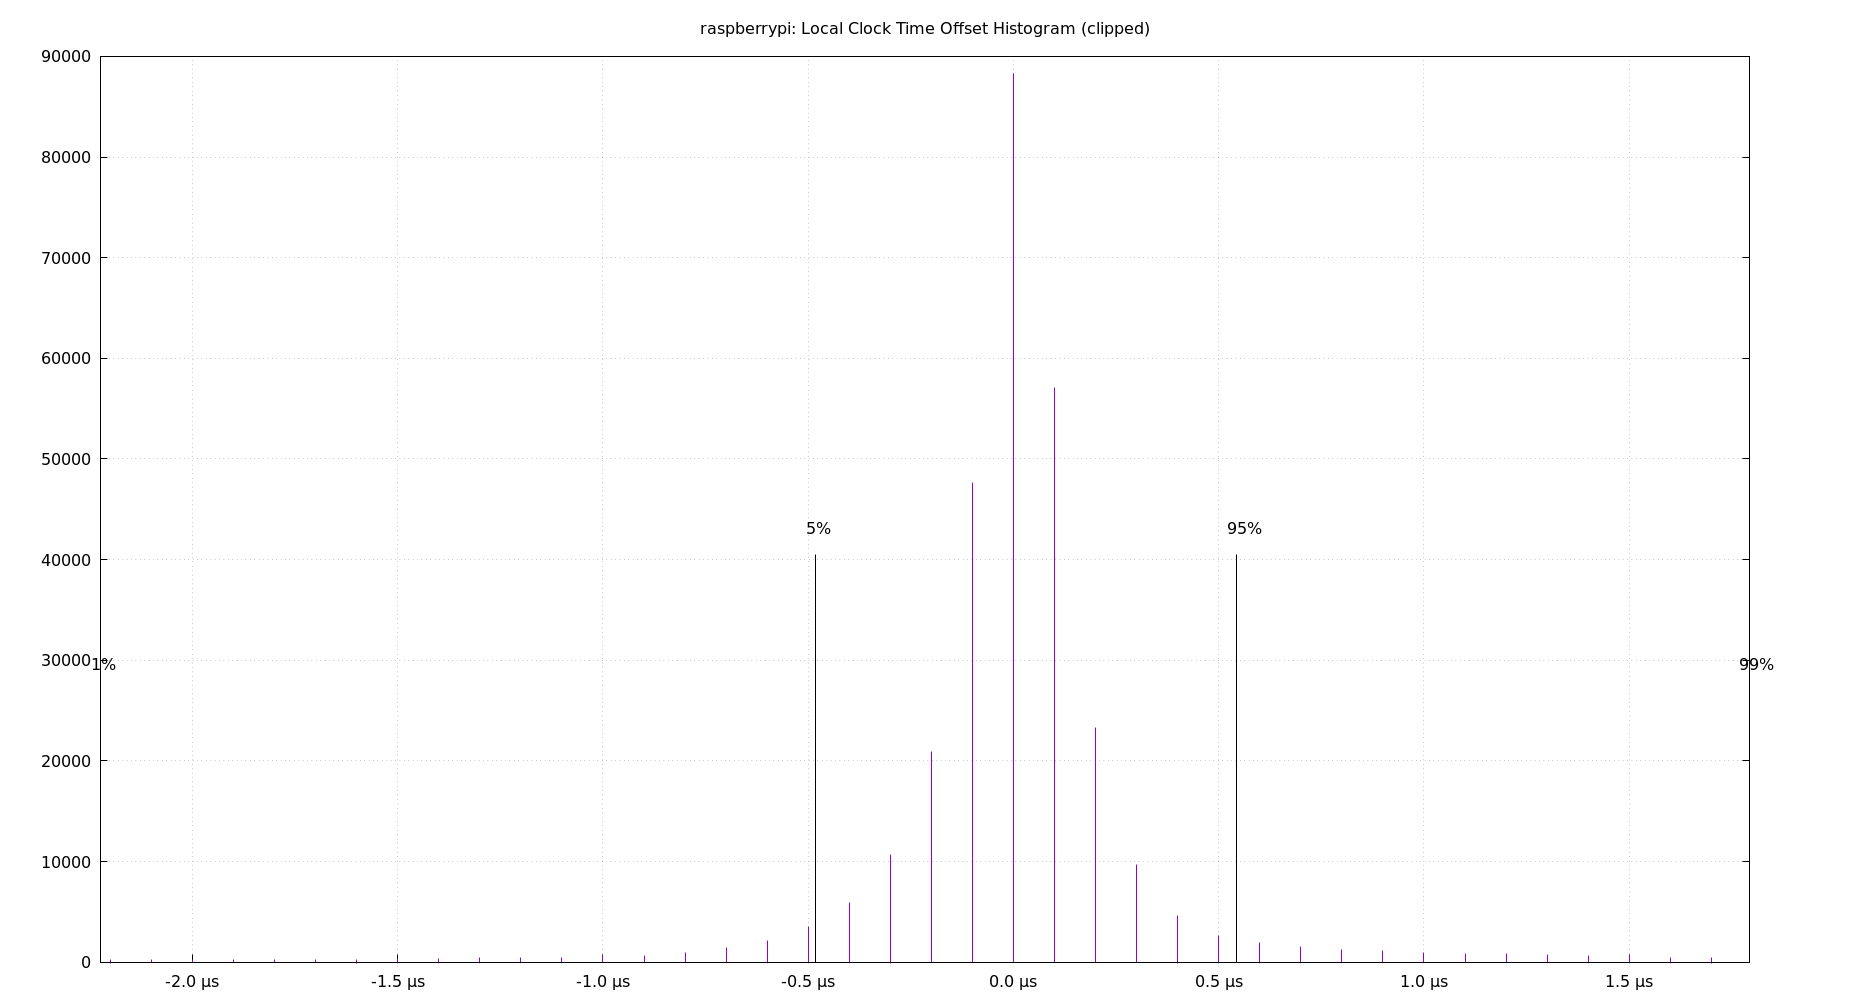 raspberrypi: Local Clock Time Offset Histogram (clipped)
90000
80000
70000
60000
50000
5%
95%
40000
30000
1%
99%
20000
10000
0
-2.0 µs
-1.5 µs
-1.0 µs
-0.5 µs
0.0 µs
0.5 µs
1.0 µs
1.5 µs